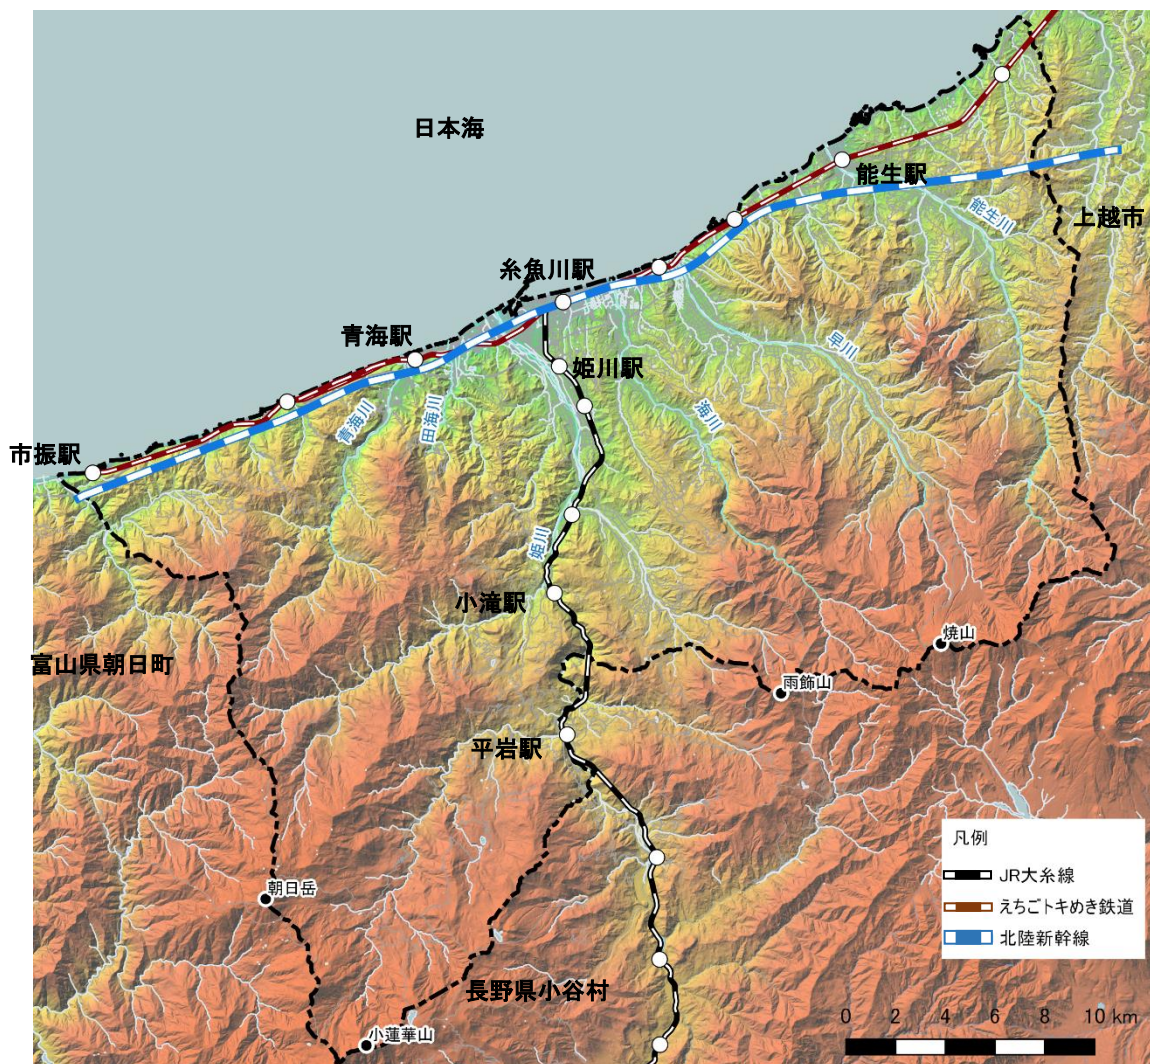 日本海
能生駅
能生川
上越市
糸魚川駅
青海駅
姫川駅
早川
海川
青海川
田海川
市振駅
姫川
小滝駅
焼山
富山県朝日町
雨飾山
平岩駅
凡例
JR大糸線
えちごトキめき鉄道
北陸新幹線
朝日岳
長野県小谷村
小蓮華山
0 2 4 6 8 10 km